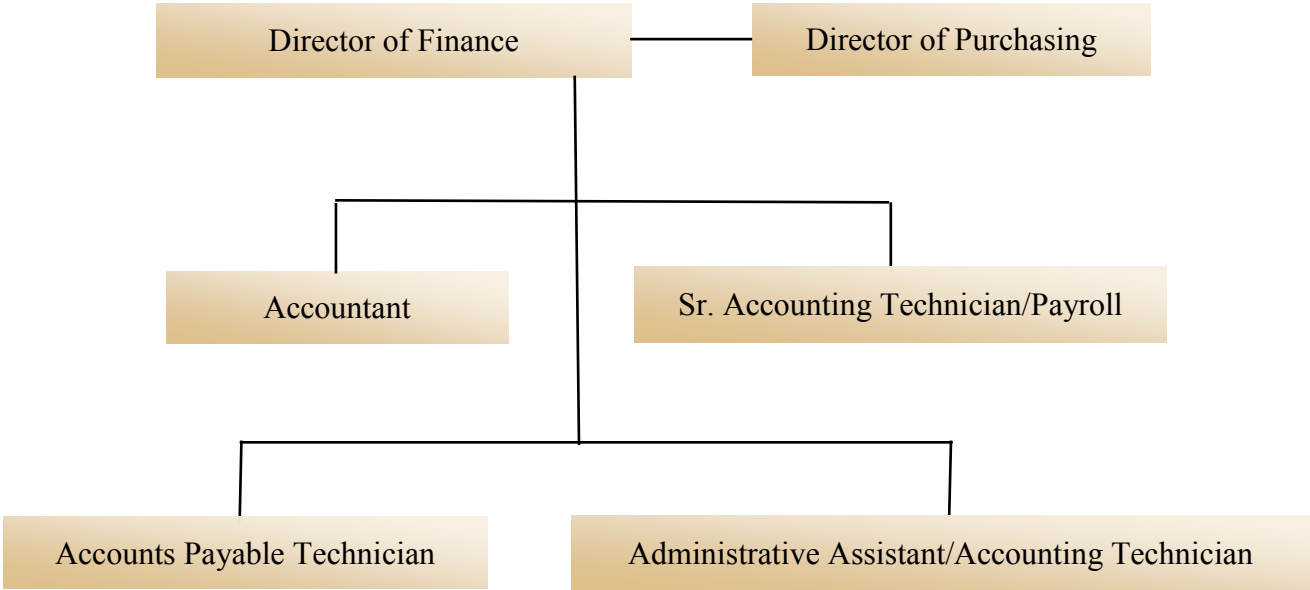 Director of Finance
Director of Purchasing
Accountant
Sr. Accounting Technician/Payroll
Accounts Payable Technician
Administrative Assistant/Accounting Technician